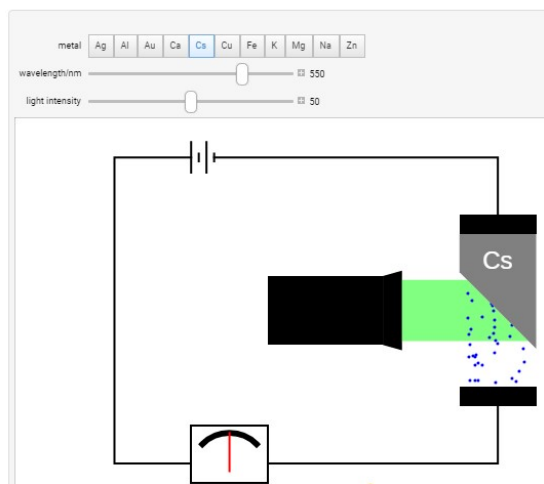 metal Ag Al Au Ca Cs Cu Fe K Mg Na Zn
wavelength/nm 550
light intensity 50
Cs